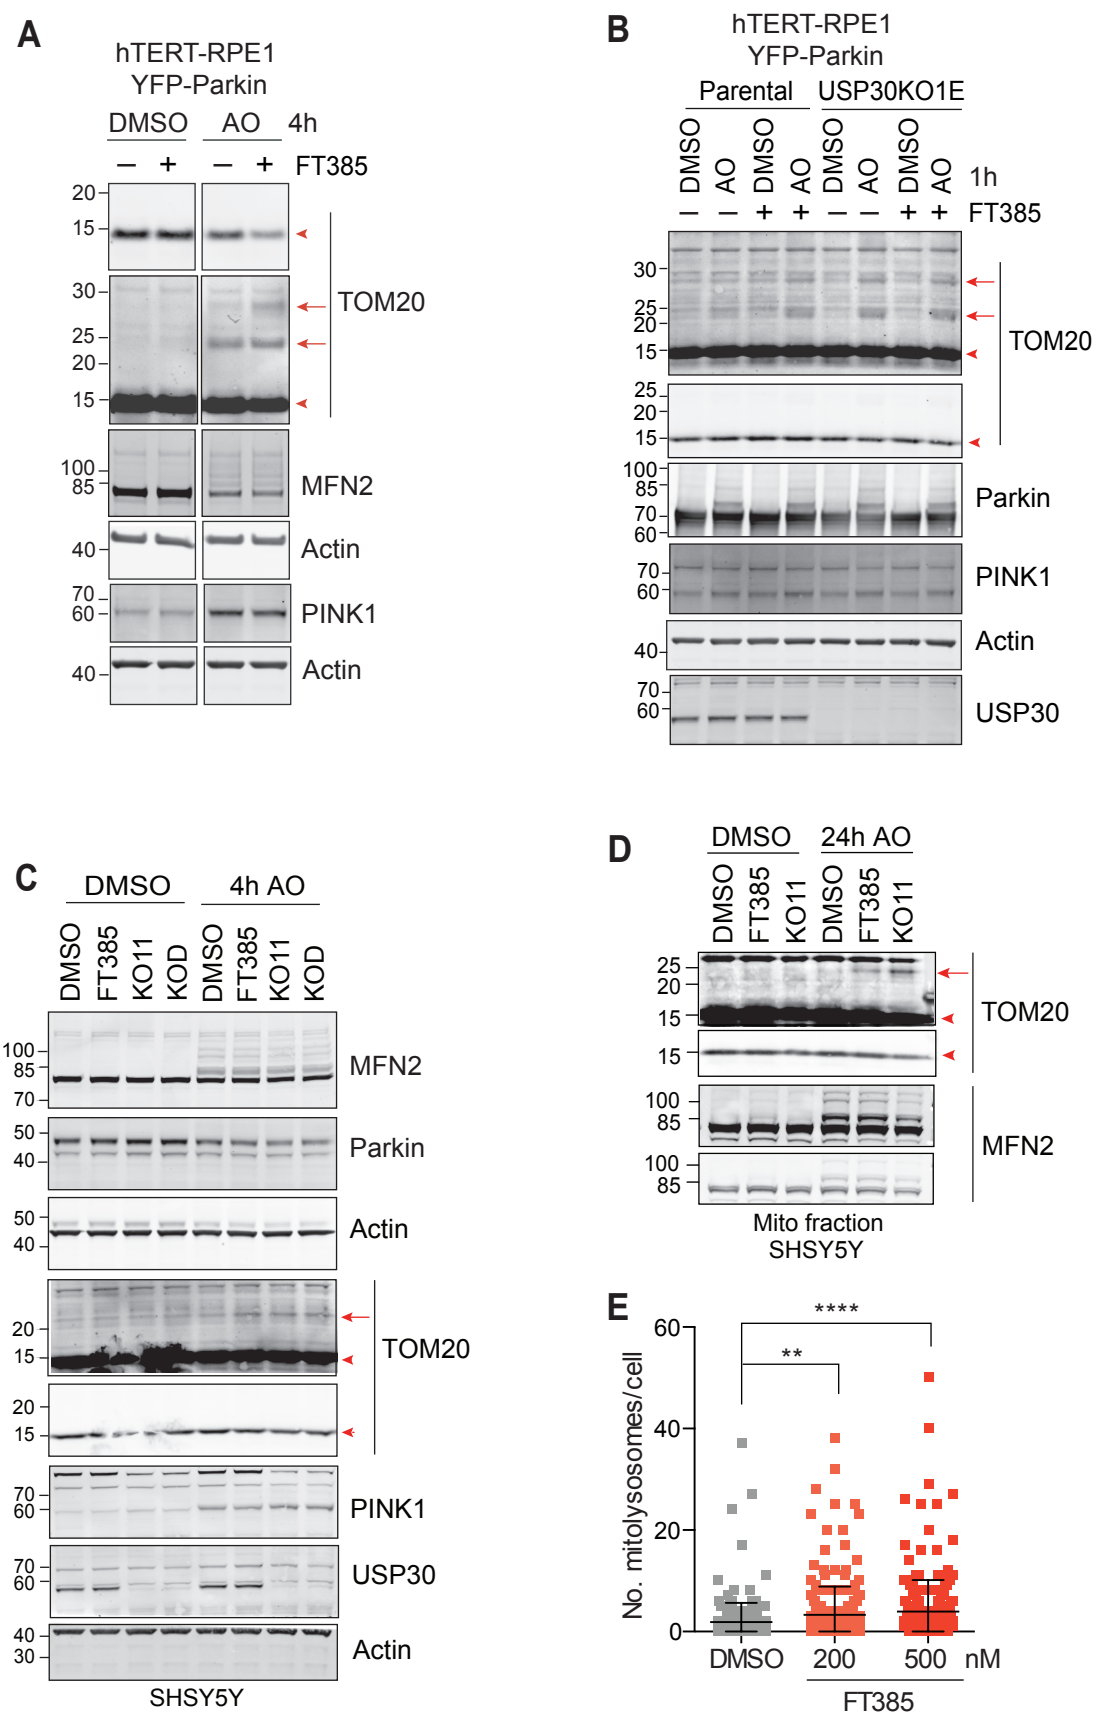 A
hTERT-RPE1
YFP-Parkin
DMSO AO 4h
− + − + FT385
20
15
30
25
20
15
TOM20
100
85
MFN2
40
Actin
70
60
PINK1
40
Actin
B
hTERT-RPE1
YFP-Parkin
Parental USP30KO1E
DMSO AO DMSO AO DMSO AO DMSO AO 1h
− − + + − − + + FT385
30
25
20
15
TOM20
25
20
15
100
85
70
60
Parkin
70
60
PINK1
40
Actin
70
60
USP30
C
DMSO 4h AO
DMSO FT385 KO11 KOD DMSO FT385 KO11 KOD
100
85
70
MFN2
50
40
Parkin
50
40
Actin
20
15
TOM20
20
15
70
60
PINK1
70
60
USP30
40
30
Actin
SHSY5Y
D
DMSO 24h AO
DMSO FT385 KO11 DMSO FT385 KO11
25
20
15
TOM20
15
100
85
MFN2
100
85
Mito fraction
SHSY5Y
E
No. mitolysosomes/cell
60
40
20
0
****
**
DMSO 200 500 nM
FT385